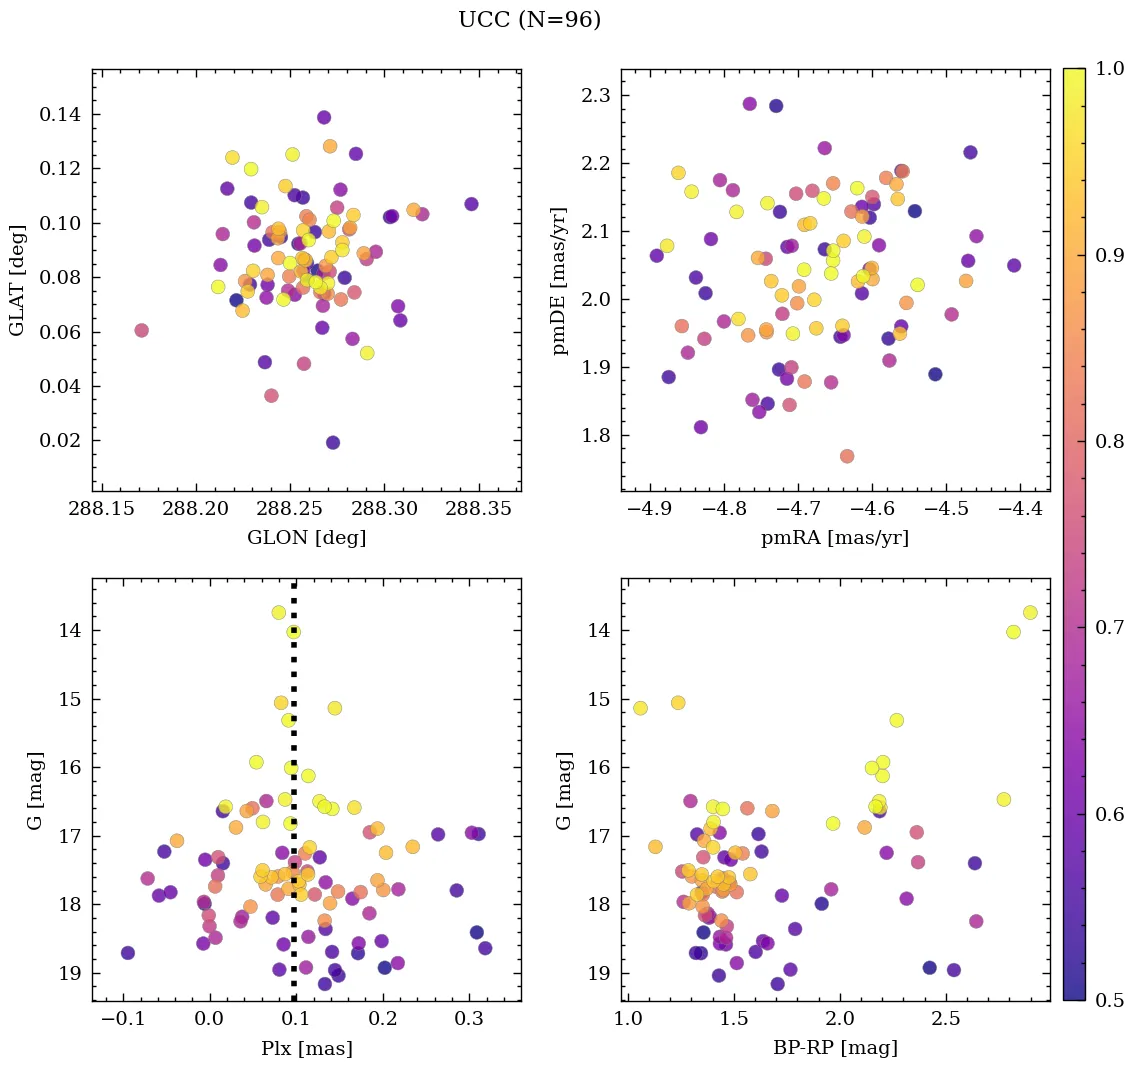 UCC (N=96)
0.14
0.12
0.10
0.08
0.06
0.04
0.02
GLAT [deg]
288.15 288.20 288.25 288.30 288.35
GLON [deg]
2.3
2.2
2.1
2.0
1.9
1.8
pmDE [mas/yr]
−4.9 −4.8 −4.7 −4.6 −4.5 −4.4
pmRA [mas/yr]
1.0
0.9
0.8
0.7
0.6
0.5
14
15
16
17
18
19
G [mag]
−0.1 0.0 0.1 0.2 0.3
Plx [mas]
14
15
16
17
18
19
G [mag]
1.0 1.5 2.0 2.5
BP-RP [mag]